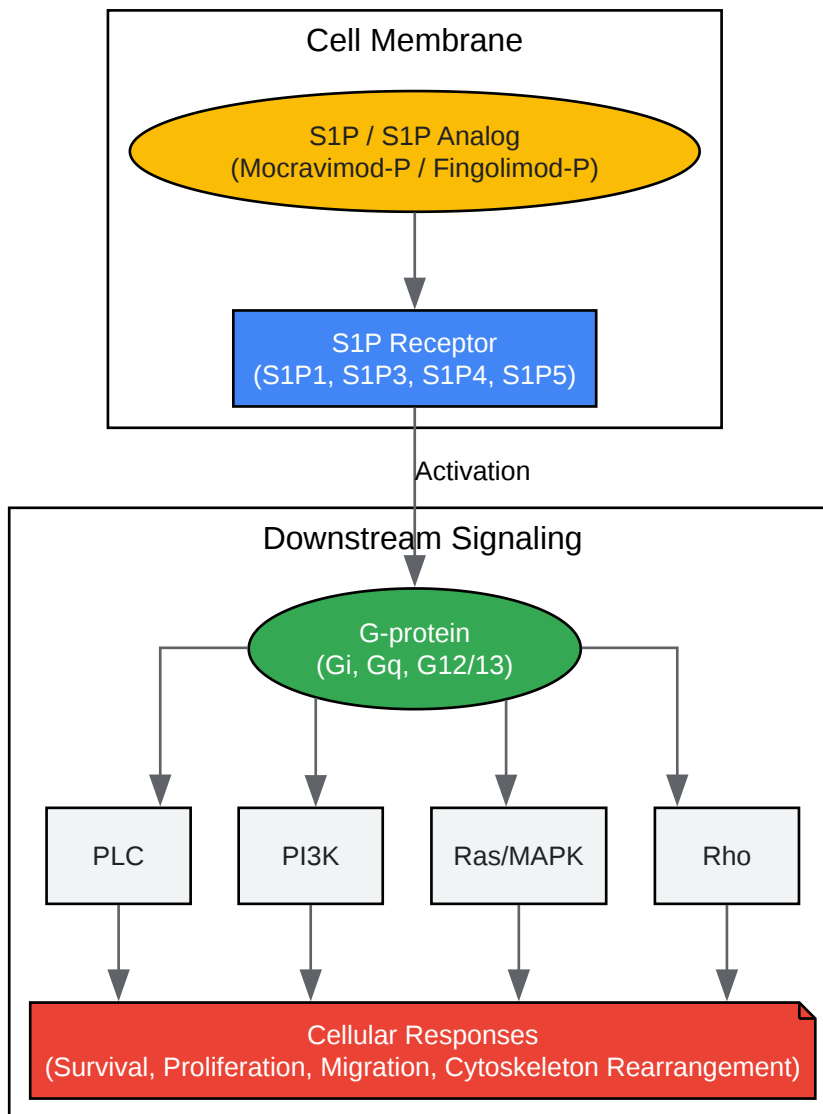 Cell Membrane
S1P / S1P Analog
(Mocravimod-P / Fingolimod-P)
S1P Receptor
(S1P1, S1P3, S1P4, S1P5)
Activation
Downstream Signaling
G-protein
(Gi, Gq, G12/13)
PLC
PI3K
Ras/MAPK
Rho
Cellular Responses
(Survival, Proliferation, Migration, Cytoskeleton Rearrangement)